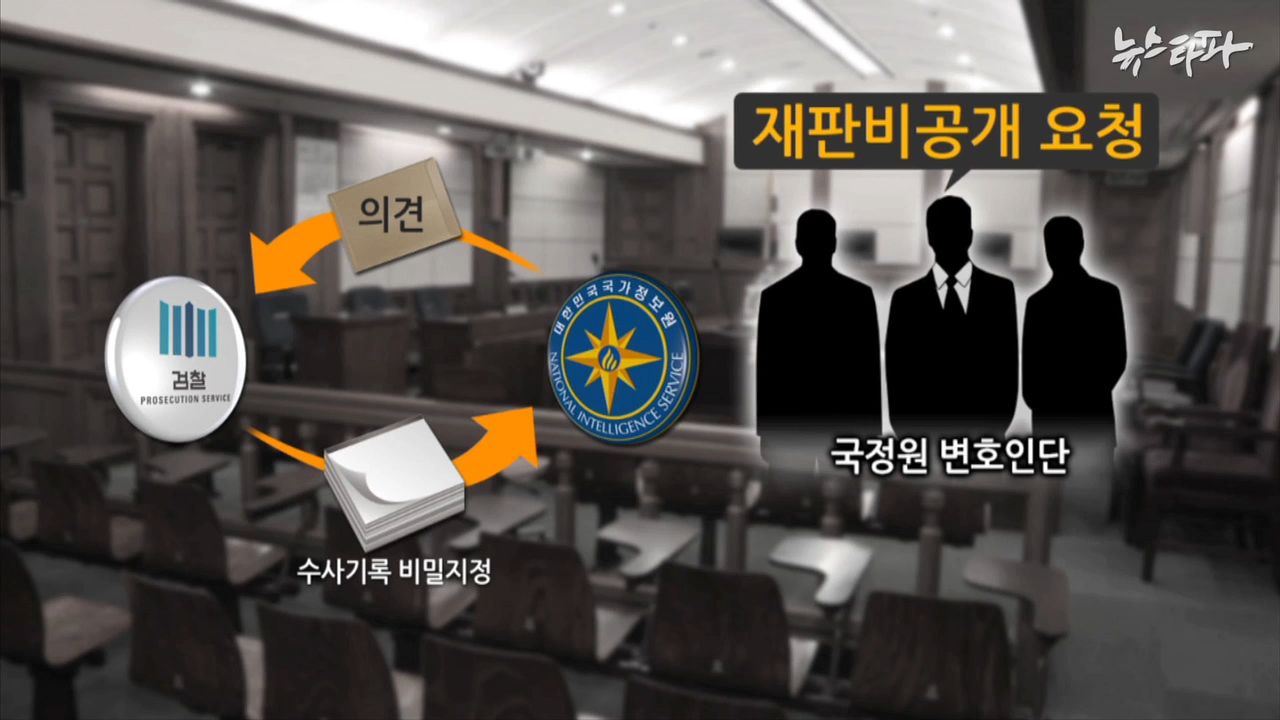 뉴스타파
재판비공개 요청
의견
검찰
PROSECUTION SERVICE
대한민국국가정보원
NATIONAL INTELLIGENCE SERVICE
국정원 변호인단
수사기록 비밀지정